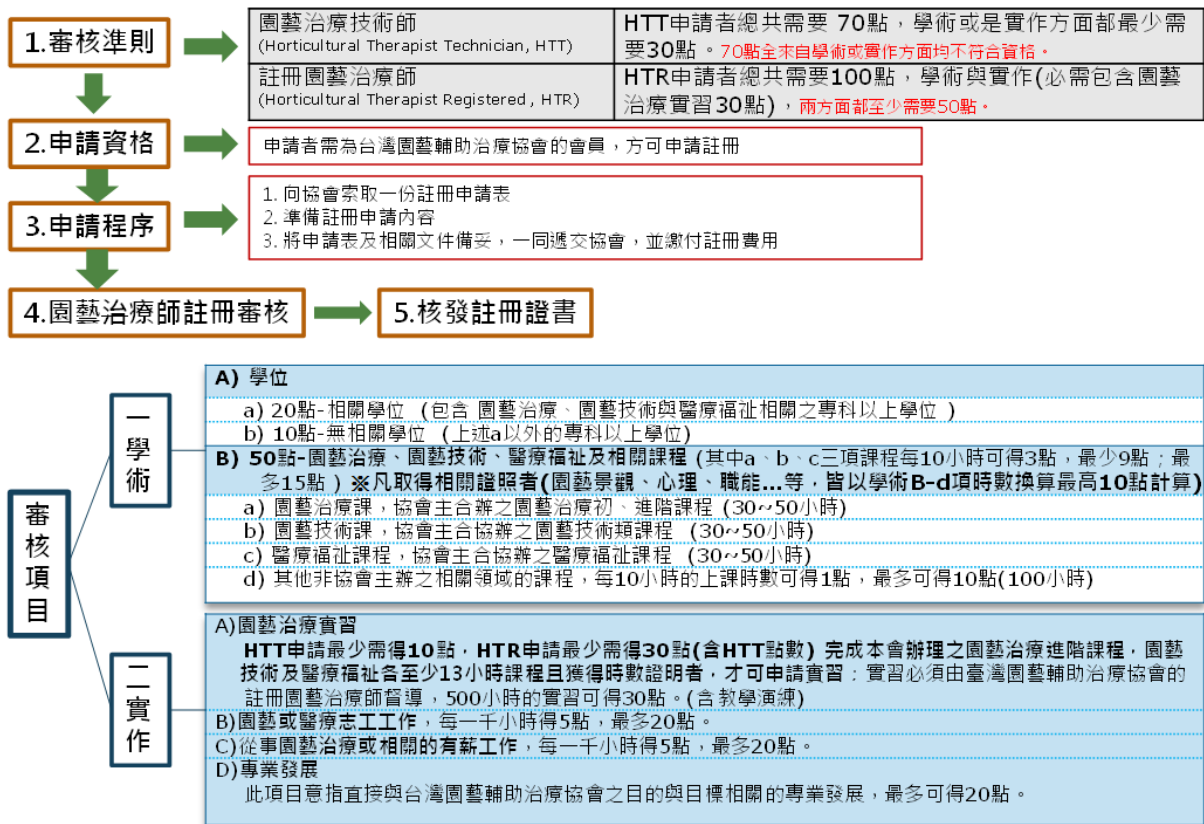 1.審核準則
園藝治療技術師
(Horticultural Therapist Technician, HTT)
HTT申請者總共需要 70點，學術或是實作方面都最少需
要30點。70點全來自學術或實作方面均不符合資格。
註冊園藝治療師
(Horticultural Therapist Registered , HTR)
HTR申請者總共需要100點，學術與實作(必需包含園藝
治療實習30點)，兩方面都至少需要50點。
2.申請資格
申請者需為台灣園藝輔助治療協會的會員，方可申請註冊
3.申請程序
1. 向協會索取一份註冊申請表
2. 準備註冊申請內容
3. 將申請表及相關文件備妥，一同遞交協會，並繳付註冊費用
4.園藝治療師註冊審核
5.核發註冊證書
審核項目
一學術
A) 學位
a) 20點-相關學位 (包含 園藝治療、園藝技術與醫療福祉相關之專科以上學位 )
b) 10點-無相關學位 (上述a以外的專科以上學位)
B) 50點-園藝治療、園藝技術、醫療福祉及相關課程 (其中a、b、c三項課程每10小時可得3點，最少9點；最
多15點 ) ※凡取得相關證照者(園藝景觀、心理、職能...等，皆以學術B-d項時數換算最高10點計算)
a) 園藝治療課，協會主合辦之園藝治療初、進階課程 (30~50小時)
b) 園藝技術課，協會主合協辦之園藝技術類課程 (30~50小時)
c) 醫療福祉課程，協會主合協辦之醫療福祉課程 (30~50小時)
d) 其他非協會主辦之相關領域的課程，每10小時的上課時數可得1點，最多可得10點(100小時)
二實作
A)園藝治療實習
HTT申請最少需得10點，HTR申請最少需得30點(含HTT點數) 完成本會辦理之園藝治療進階課程，園藝
技術及醫療福祉各至少13小時課程且獲得時數證明者，才可申請實習；實習必須由臺灣園藝輔助治療協會的
註冊園藝治療師督導，500小時的實習可得30點。(含教學演練)
B)園藝或醫療志工工作，每一千小時得5點，最多20點。
C)從事園藝治療或相關的有薪工作，每一千小時得5點，最多20點。
D)專業發展
此項目意指直接與台灣園藝輔助治療協會之目的與目標相關的專業發展，最多可得20點。